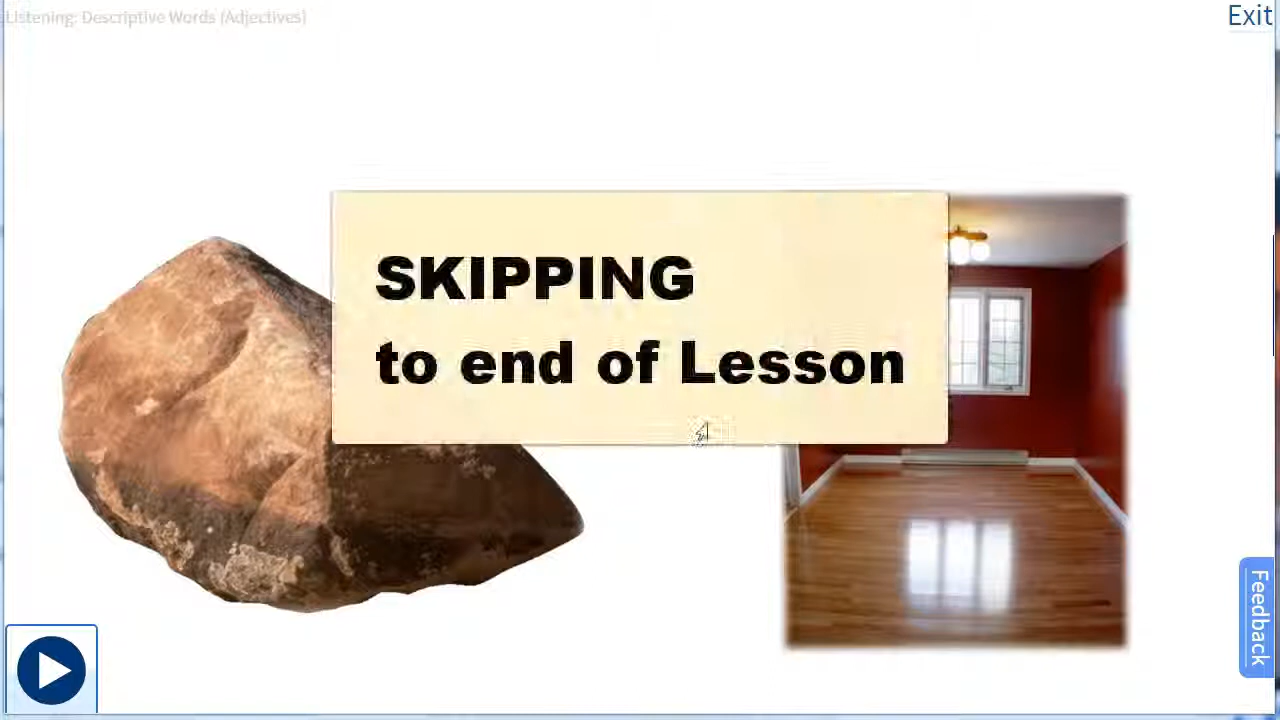 Listening: Descriptive Words (Adjectives)
Exit
SKIPPING
to end of Lesson
Feedback